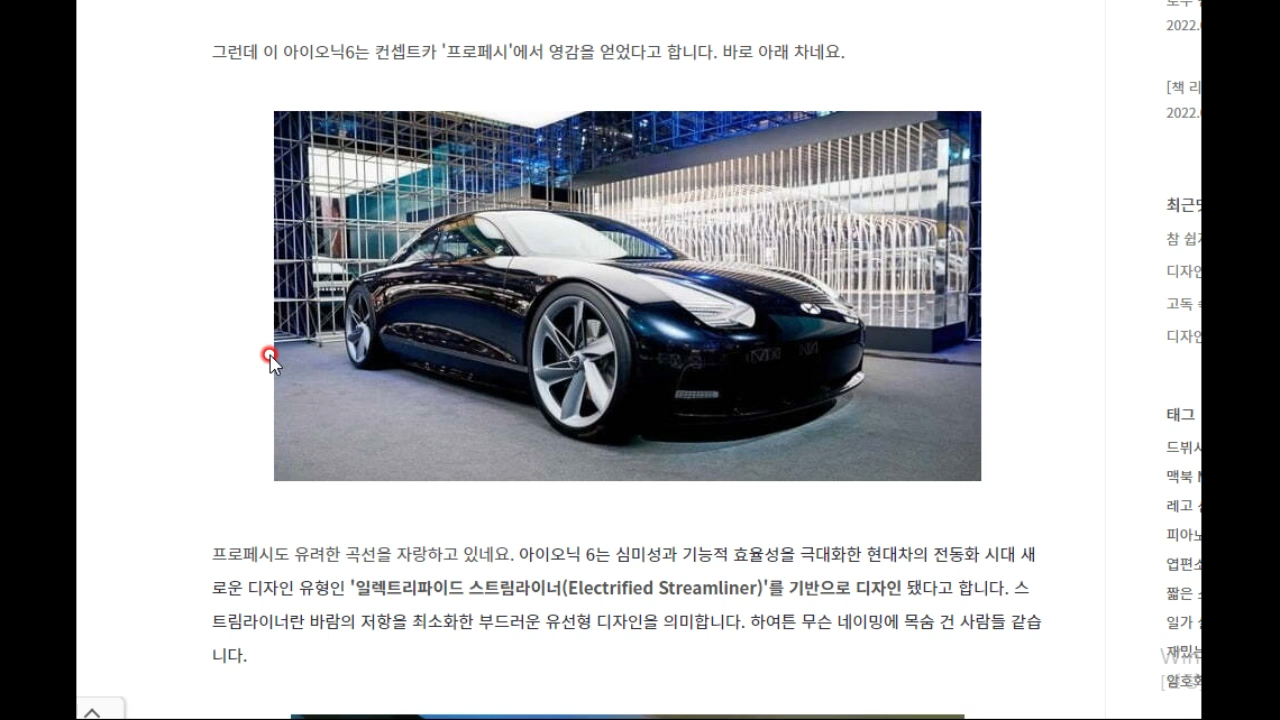 그런데 이 아이오닉6는 컨셉트카 '프로페시'에서 영감을 얻었다고 합니다. 바로 아래 차네요.
프로페시도 유려한 곡선을 자랑하고 있네요. 아이오닉 6는 심미성과 기능적 효율성을 극대화한 현대차의 전동화 시대 새
로운 디자인 유형인 '일렉트리파이드 스트림라이너(Electrified Streamliner)'를 기반으로 디자인 됐다고 합니다. 스
트림라이너란 바람의 저항을 최소화한 부드러운 유선형 디자인을 의미합니다. 하여튼 무슨 네이밍에 목숨 건 사람들 같습
니다.
2022.
[책 리
2022.
최근
참 쉽
디자인
고독
디자인
태그
드뷔
맥북
레고
피아노
엽편소
짧은
일가
재밌는
암호화